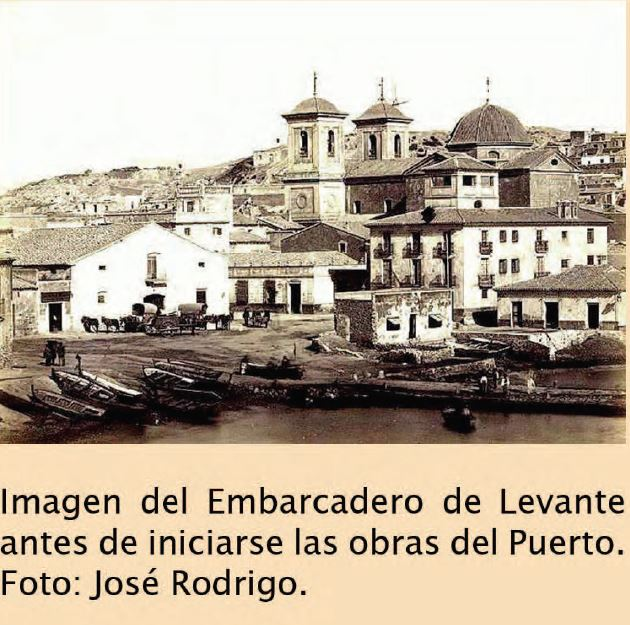 Imagen del Embarcadero de Levante
antes de iniciarse las obras del Puerto.
Foto: José Rodrigo.